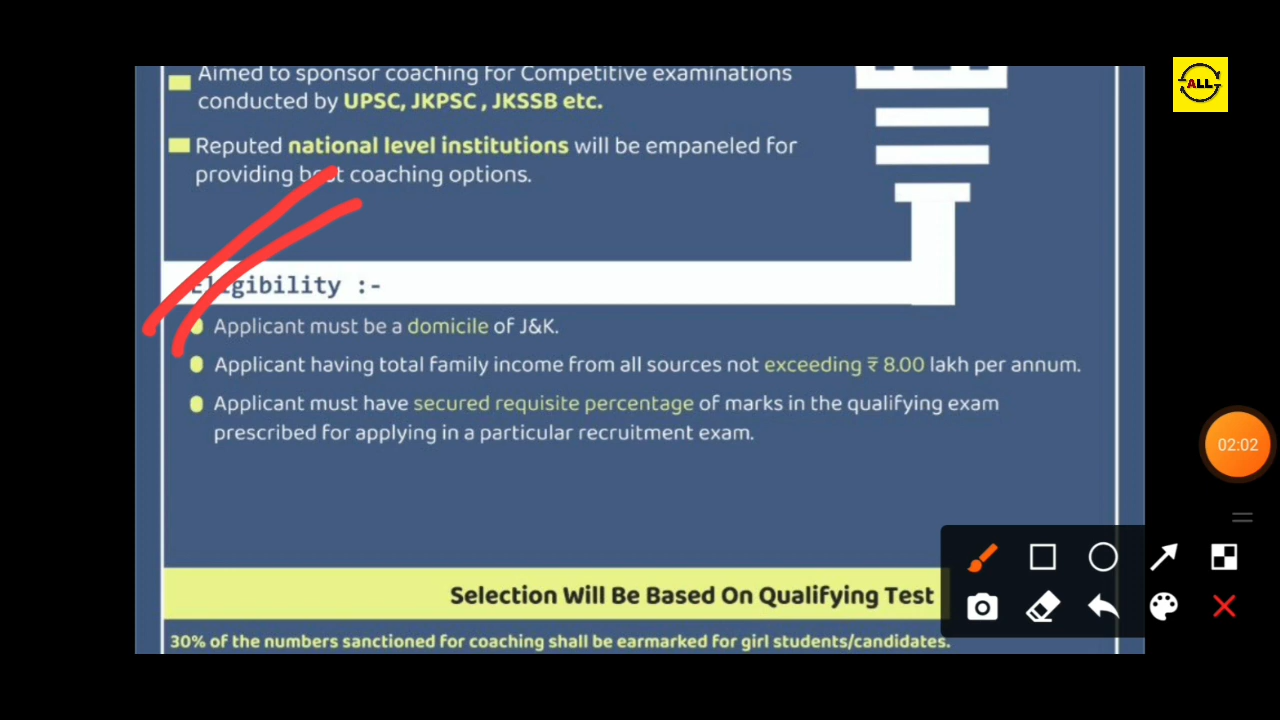 Aimed to sponsor coaching for Competitive examinations
conducted by UPSC, JKPSC , JKSSB etc.
Reputed national level institutions will be empaneled for
providing best coaching options.
Eligibility :-
Applicant must be a domicile of J&K.
Applicant having total family income from all sources not exceeding ₹ 8.00 lakh per annum.
Applicant must have secured requisite percentage of marks in the qualifying exam
prescribed for applying in a particular recruitment exam.
Selection Will Be Based On Qualifying Test
30% of the numbers sanctioned for coaching shall be earmarked for girl students/candidates.
ALL
02:02